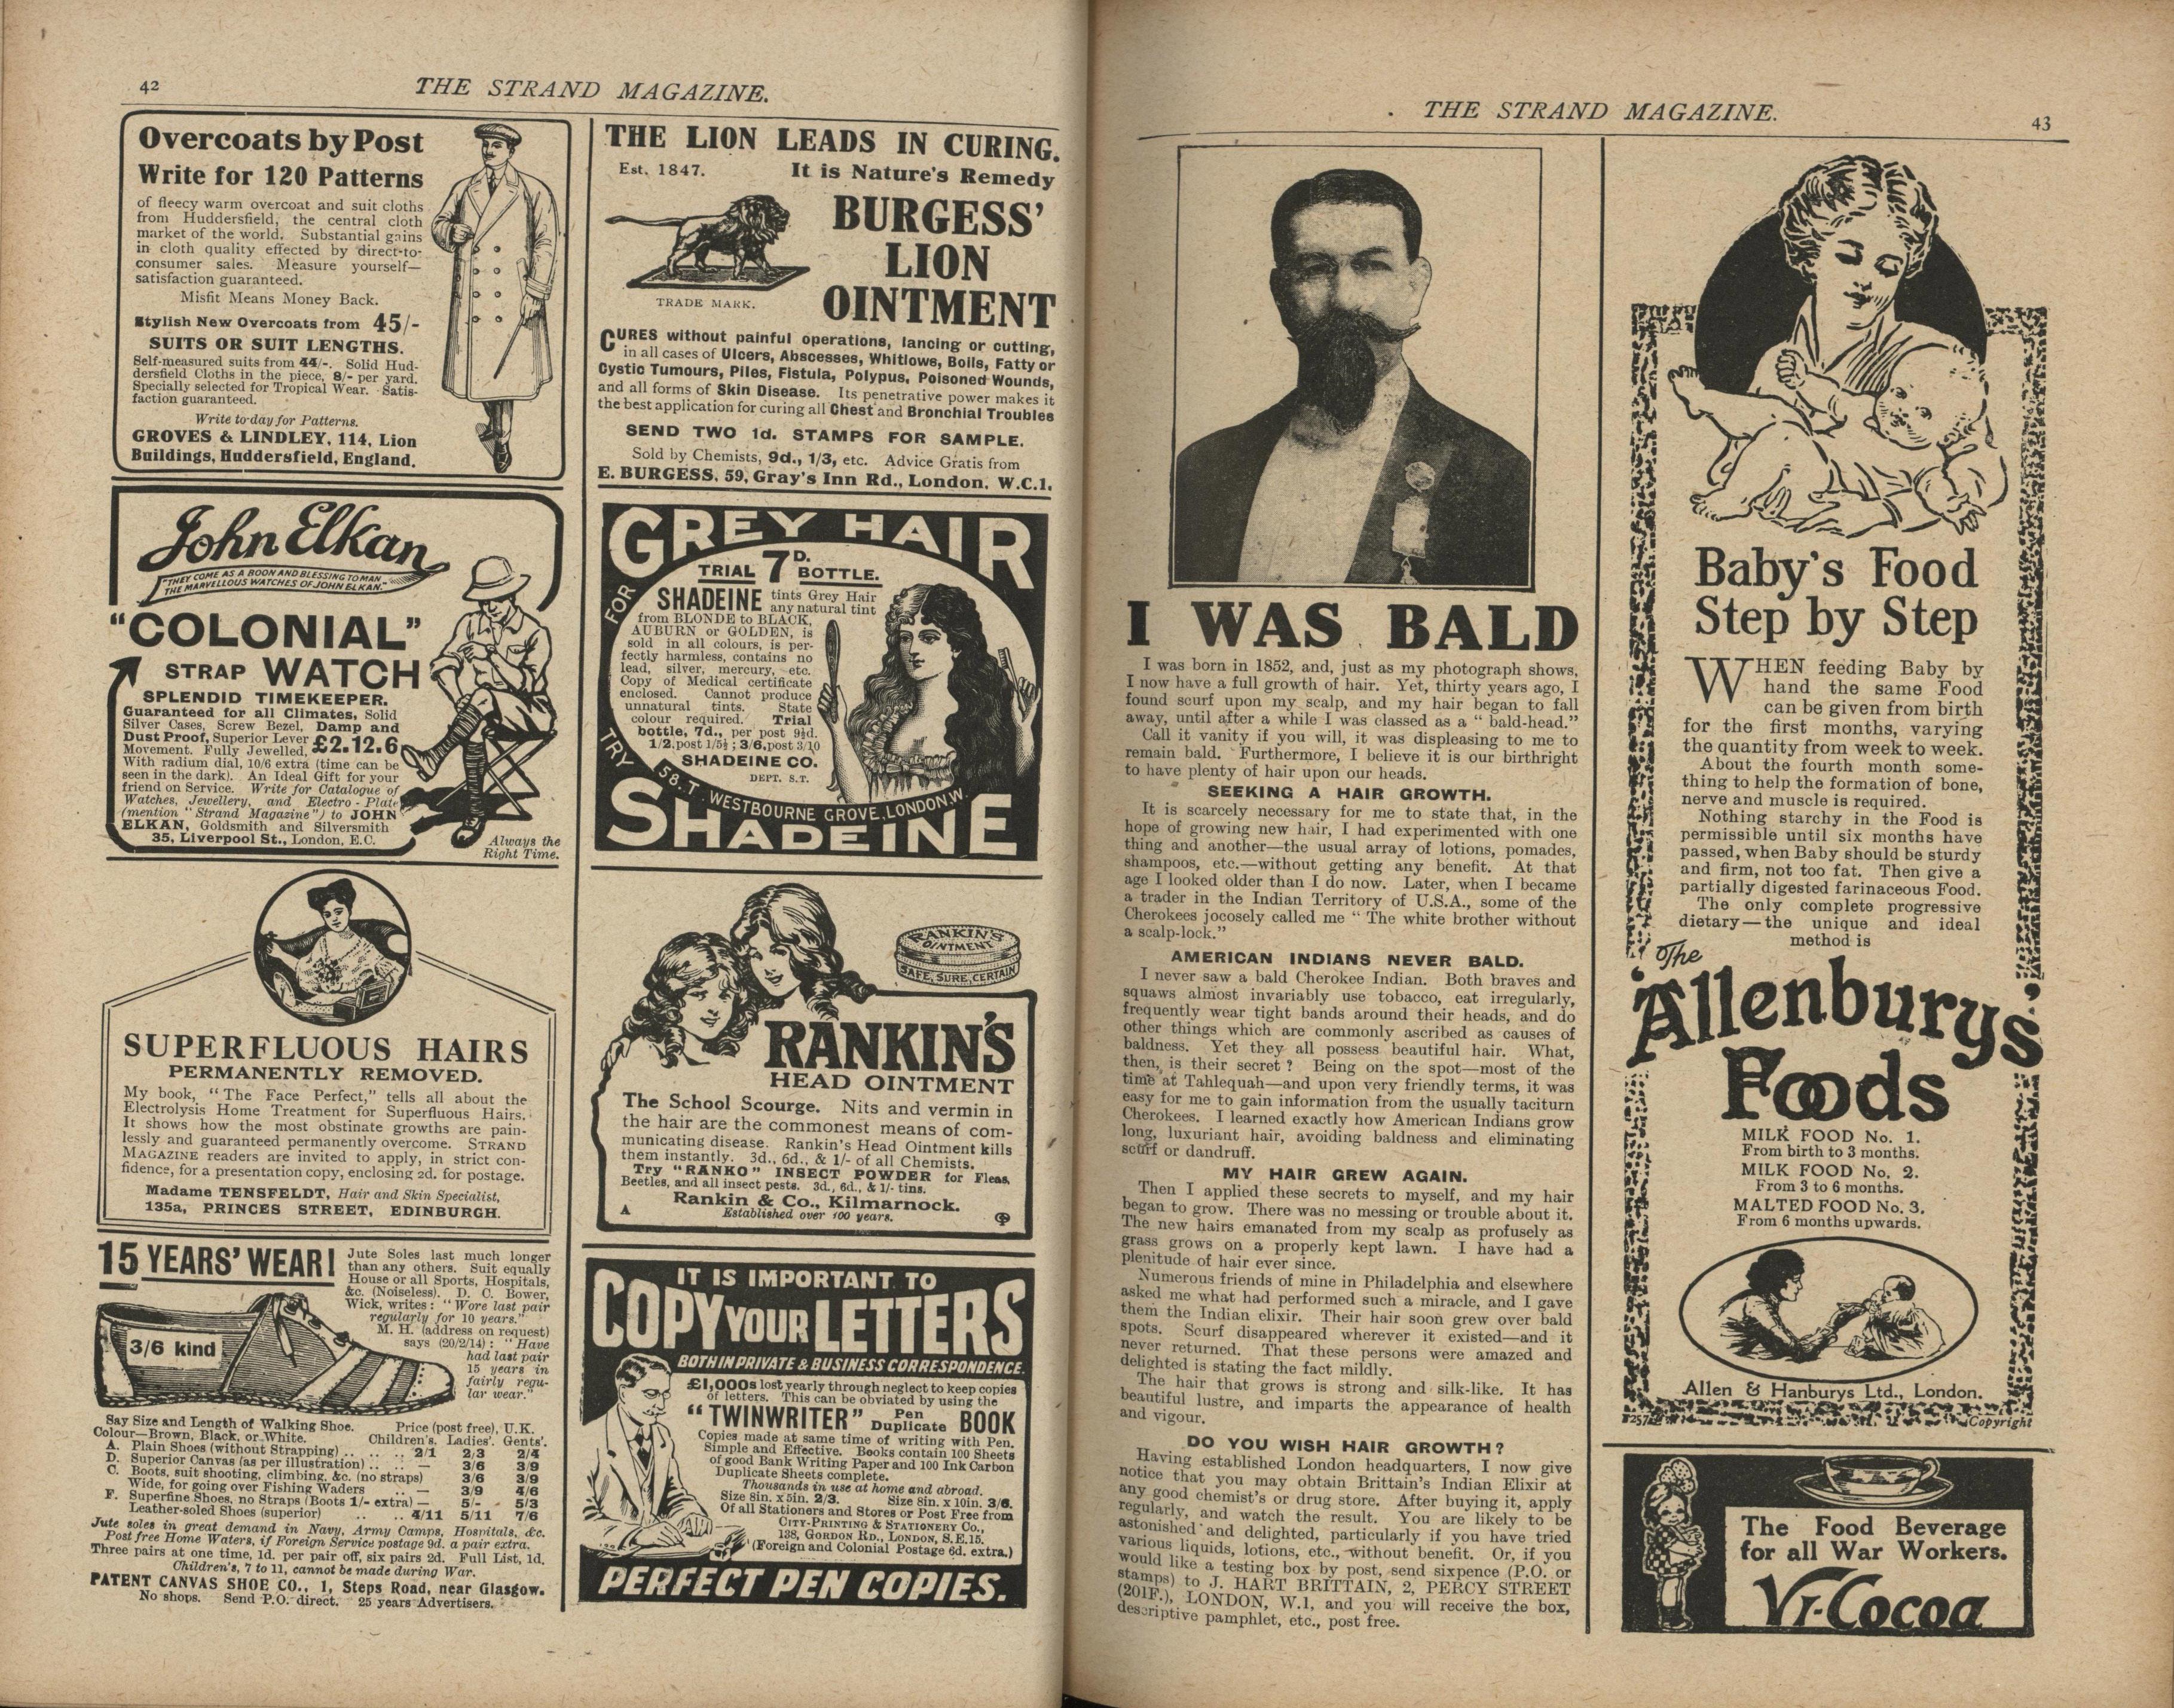 42
THE STRAND MAGAZINE.
Overcoats by Post
Write for 120 Patterns
of fleecy warm overcoat and suit cloths
from Huddersfield, the central cloth
market of the world. Substantial gains
in cloth quality effected by direct-to-
consumer sales. Measure yourself—
satisfaction guaranteed.
Misfit Means Money Back.
Stylish New Overcoats from 45/-
SUITS OR SUIT LENGTHS.
Self-measured suits from 44/-. Solid Hud-
dersfield Cloths in the piece, 8/- per yard.
Specially selected for Tropical Wear. Satis-
faction guaranteed.
Write to-day for Patterns.
GROVES & LINDLEY, 114, Lion
Buildings, Huddersfield, England.
John Elkan
"THEY COME AS A BOON AND BLESSING TO MAN
THE MARVELLOUS WATCHES OF JOHN ELKAN."
"COLONIAL"
STRAP WATCH
SPLENDID TIMEKEEPER.
Guaranteed for all Climates, Solid
Silver Cases, Screw Bezel, Damp and
Dust Proof, Superior Lever
Movement. Fully Jewelled, £2.12.6
With radium dial, 10/6 extra (time can be
seen in the dark). An Ideal Gift for your
friend on Service. Write for Catalogue of
Watches, Jewellery, and Electro-Plate
(mention "Strand Magazine") to JOHN
ELKAN, Goldsmith and Silversmith
35, Liverpool St., London, E.C.
Always the
Right Time.
SUPERFLUOUS HAIRS
PERMANENTLY REMOVED.
My book, "The Face Perfect," tells all about the
Electrolysis Home Treatment for Superfluous Hairs.
It shows how the most obstinate growths are pain-
lessly and guaranteed permanently overcome. STRAND
MAGAZINE readers are invited to apply, in strict con-
fidence, for a presentation copy, enclosing 2d. for postage.
Madame TENSFELDT, Hair and Skin Specialist,
135a, PRINCES STREET, EDINBURGH.
15 YEARS' WEAR!
Jute Soles last much longer
than any others. Suit equally
House or all Sports, Hospitals,
&c. (Noiseless). D. C. Bower,
Wick, writes: "Wore last pair
regularly for 10 years."
M. H. (address on request)
says (20/2/14): "Have
had last pair
15 years in
fairly regu-
lar wear."
3/6 kind
Say Size and Length of Walking Shoe. Price (post free), U.K.
Colour—Brown, Black, or White. Children's. Ladies'. Gents'.
A. Plain Shoes (without Strapping) .. .. .. 2/1 2/3 2/4
D. Superior Canvas (as per illustration) .. .. — 3/6 3/9
C. Boots, suit shooting, climbing, &c. (no straps) 3/6 3/9
Wide, for going over Fishing Waders .. — 3/9 4/6
F. Superfine Shoes, no Straps (Boots 1/- extra) — 5/- 5/3
Leather-soled Shoes (superior) .. .. 4/11 5/11 7/6
Jute soles in great demand in Navy, Army Camps, Hospitals, &c.
Post free Home Waters, if Foreign Service postage 9d. a pair extra.
Three pairs at one time, 1d. per pair off, six pairs 2d. Full List, 1d.
Children's, 7 to 11, cannot be made during War.
PATENT CANVAS SHOE CO., 1, Steps Road, near Glasgow.
No shops. Send P.O. direct. 25 years Advertisers.
THE LION LEADS IN CURING.
Est. 1847. It is Nature's Remedy
BURGESS'
LION
OINTMENT
TRADE MARK.
CURES without painful operations, lancing or cutting,
in all cases of Ulcers, Abscesses, Whitlows, Boils, Fatty or
Cystic Tumours, Piles, Fistula, Polypus, Poisoned Wounds,
and all forms of Skin Disease. Its penetrative power makes it
the best application for curing all Chest and Bronchial Troubles
SEND TWO 1d. STAMPS FOR SAMPLE.
Sold by Chemists, 9d., 1/3, etc. Advice Gratis from
E. BURGESS, 59, Gray's Inn Rd., London, W.C.1.
FOR GREY HAIR
TRIAL 7D. BOTTLE.
SHADEINE tints Grey Hair
any natural tint
from BLONDE to BLACK,
AUBURN or GOLDEN, is
sold in all colours, is per-
fectly harmless, contains no
lead, silver, mercury, etc.
Copy of Medical certificate
enclosed. Cannot produce
unnatural tints. State
colour required. Trial
bottle, 7d., per post 9½d.
1/2, post 1/5½; 3/6, post 3/10
SHADEINE CO.
DEPT. S.T.
58.T. WESTBOURNE GROVE, LONDON.W.
TRY SHADEINE
RANKIN'S
OINTMENT
SAFE, SURE, CERTAIN
RANKIN'S
HEAD OINTMENT
The School Scourge. Nits and vermin in
the hair are the commonest means of com-
municating disease. Rankin's Head Ointment kills
them instantly. 3d., 6d., & 1/- of all Chemists.
Try "RANKO" INSECT POWDER for Fleas,
Beetles, and all insect pests. 3d., 6d., & 1/- tins.
Rankin & Co., Kilmarnock.
Established over 100 years.
IT IS IMPORTANT TO
COPY YOUR LETTERS
BOTH IN PRIVATE & BUSINESS CORRESPONDENCE.
£1,000s lost yearly through neglect to keep copies
of letters. This can be obviated by using the
"TWINWRITER" Pen Duplicate BOOK
Copies made at same time of writing with Pen.
Simple and Effective. Books contain 100 Sheets
of good Bank Writing Paper and 100 Ink Carbon
Duplicate Sheets complete.
Thousands in use at home and abroad.
Size 8in. x 5in. 2/3. Size 8in. x 10in. 3/6.
Of all Stationers and Stores or Post Free from
CITY-PRINTING & STATIONERY CO.,
138, GORDON RD., LONDON, S.E.15.
(Foreign and Colonial Postage 6d. extra.)
PERFECT PEN COPIES.
THE STRAND MAGAZINE.
43
I WAS BALD
I was born in 1852, and, just as my photograph shows,
I now have a full growth of hair. Yet, thirty years ago, I
found scurf upon my scalp, and my hair began to fall
away, until after a while I was classed as a "bald-head."
Call it vanity if you will, it was displeasing to me to
remain bald. Furthermore, I believe it is our birthright
to have plenty of hair upon our heads.
SEEKING A HAIR GROWTH.
It is scarcely necessary for me to state that, in the
hope of growing new hair, I had experimented with one
thing and another—the usual array of lotions, pomades,
shampoos, etc.—without getting any benefit. At that
age I looked older than I do now. Later, when I became
a trader in the Indian Territory of U.S.A., some of the
Cherokees jocosely called me "The white brother without
a scalp-lock."
AMERICAN INDIANS NEVER BALD.
I never saw a bald Cherokee Indian. Both braves and
squaws almost invariably use tobacco, eat irregularly,
frequently wear tight bands around their heads, and do
other things which are commonly ascribed as causes of
baldness. Yet they all possess beautiful hair. What,
then, is their secret? Being on the spot—most of the
time at Tahlequah—and upon very friendly terms, it was
easy for me to gain information from the usually taciturn
Cherokees. I learned exactly how American Indians grow
long, luxuriant hair, avoiding baldness and eliminating
scurf or dandruff.
MY HAIR GREW AGAIN.
Then I applied these secrets to myself, and my hair
began to grow. There was no messing or trouble about it.
The new hairs emanated from my scalp as profusely as
grass grows on a properly kept lawn. I have had a
plenitude of hair ever since.
Numerous friends of mine in Philadelphia and elsewhere
asked me what had performed such a miracle, and I gave
them the Indian elixir. Their hair soon grew over bald
spots. Scurf disappeared wherever it existed—and it
never returned. That these persons were amazed and
delighted is stating the fact mildly.
The hair that grows is strong and silk-like. It has
beautiful lustre, and imparts the appearance of health
and vigour.
DO YOU WISH HAIR GROWTH?
Having established London headquarters, I now give
notice that you may obtain Brittain's Indian Elixir at
any good chemist's or drug store. After buying it, apply
regularly, and watch the result. You are likely to be
astonished and delighted, particularly if you have tried
various liquids, lotions, etc., without benefit. Or, if you
would like a testing box by post, send sixpence (P.O. or
stamps) to J. HART BRITTAIN, 2, PERCY STREET
(201F.), LONDON, W.1, and you will receive the box,
descriptive pamphlet, etc., post free.
Baby's Food
Step by Step
WHEN feeding Baby by
hand the same Food
can be given from birth
for the first months, varying
the quantity from week to week.
About the fourth month some-
thing to help the formation of bone,
nerve and muscle is required.
Nothing starchy in the Food is
permissible until six months have
passed, when Baby should be sturdy
and firm, not too fat. Then give a
partially digested farinaceous Food.
The only complete progressive
dietary—the unique and ideal
method is
The
'Allenburys'
Foods
MILK FOOD No. 1.
From birth to 3 months.
MILK FOOD No. 2.
From 3 to 6 months.
MALTED FOOD No. 3.
From 6 months upwards.
Allen & Hanburys Ltd., London.
Copyright
The Food Beverage
for all War Workers.
Vi-Cocoa